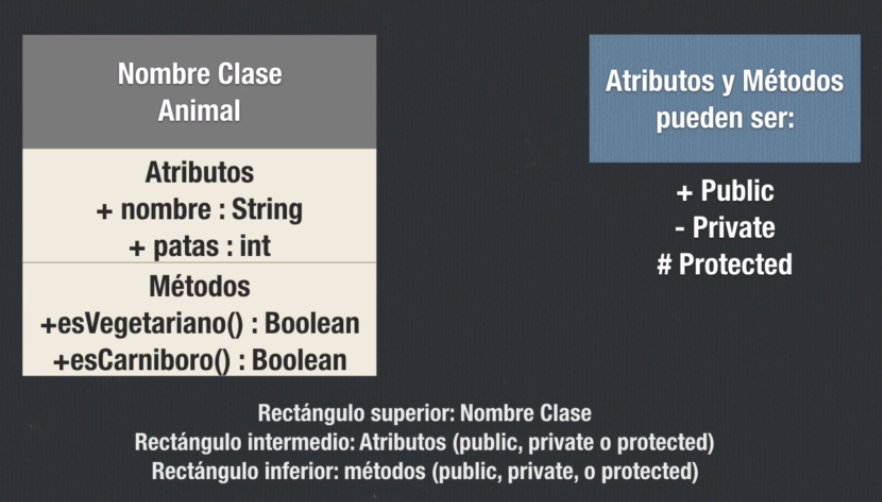 Nombre Clase
Animal
Atributos
+ nombre : String
+ patas : int
Métodos
+esVegetariano() : Boolean
+esCarniboro() : Boolean
Atributos y Métodos
pueden ser:
+ Public
- Private
# Protected
Rectángulo superior: Nombre Clase
Rectángulo intermedio: Atributos (public, private o protected)
Rectángulo inferior: métodos (public, private, o protected)